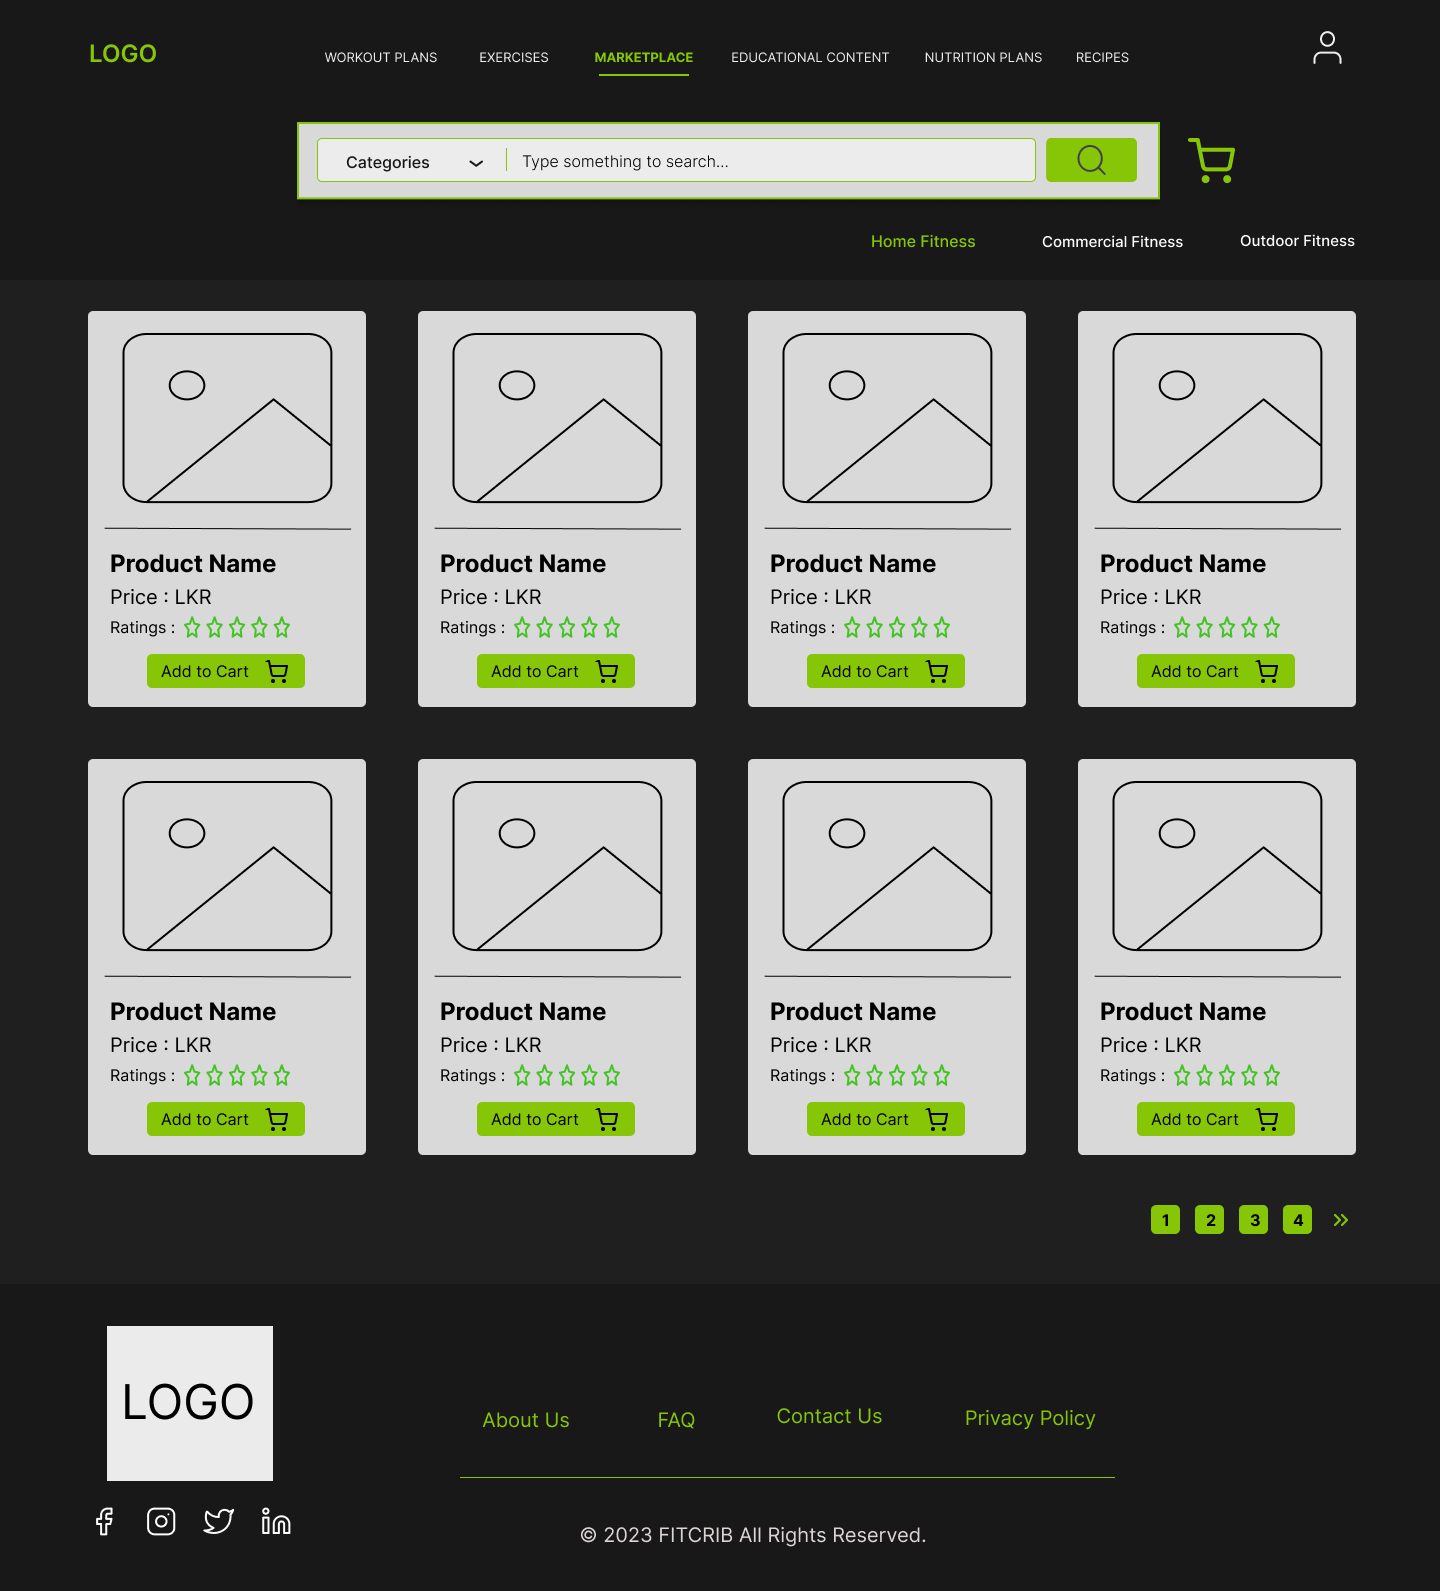 LOGO
WORKOUT PLANS EXERCISES MARKETPLACE EDUCATIONAL CONTENT NUTRITION PLANS RECIPES
Categories Type something to search...
Home Fitness Commercial Fitness Outdoor Fitness
Product Name Product Name Product Name Product Name
Price : LKR Price : LKR Price : LKR Price : LKR
Ratings : Ratings : Ratings : Ratings :
Add to Cart Add to Cart Add to Cart Add to Cart
Product Name Product Name Product Name Product Name
Price : LKR Price : LKR Price : LKR Price : LKR
Ratings : Ratings : Ratings : Ratings :
Add to Cart Add to Cart Add to Cart Add to Cart
1 2 3 4 »
LOGO
About Us FAQ Contact Us Privacy Policy
© 2023 FITCRIB All Rights Reserved.